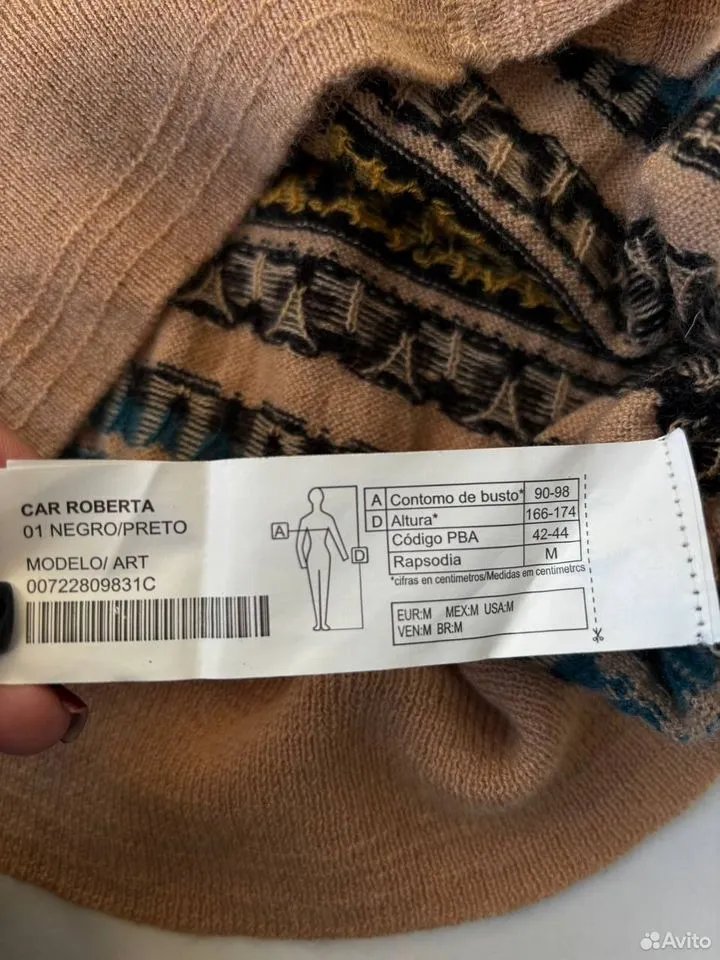 CAR ROBERTA
01 NEGRO/PRETO
MODELO/ ART
00722809831C
A
D
A Contomo de busto* 90-98
D Altura* 166-174
Código PBA 42-44
Rapsodia M
*cifras en centimetros/Medidas em centimetrcs
EUR:M MEX:M USA:M
VEN:M BR:M
Avito